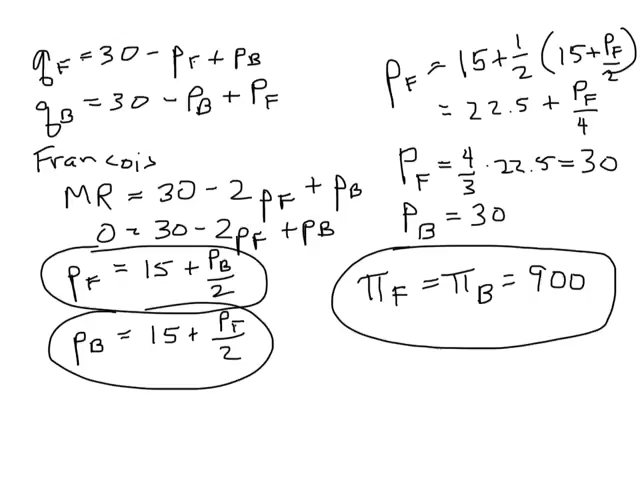 q_F = 30 - P_F + P_B
q_B = 30 - P_B + P_F
Francois
MR = 30 - 2P_F + P_B
0 = 30 - 2P_F + P_B
P_F = 15 + P_B/2
P_B = 15 + P_F/2
P_F = 15 + 1/2 (15 + P_F/2)
= 22.5 + P_F/4
P_F = 4/3 · 22.5 = 30
P_B = 30
π_F = π_B = 900